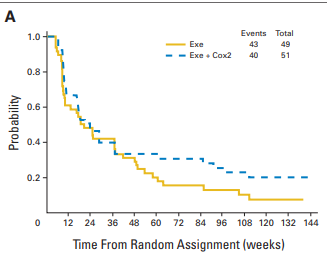 A
Events Total
Exe 43 49
Exe + Cox2 40 51
Probability
1.0
0.8
0.6
0.4
0.2
0 12 24 36 48 60 72 84 96 108 120 132 144
Time From Random Assignment (weeks)